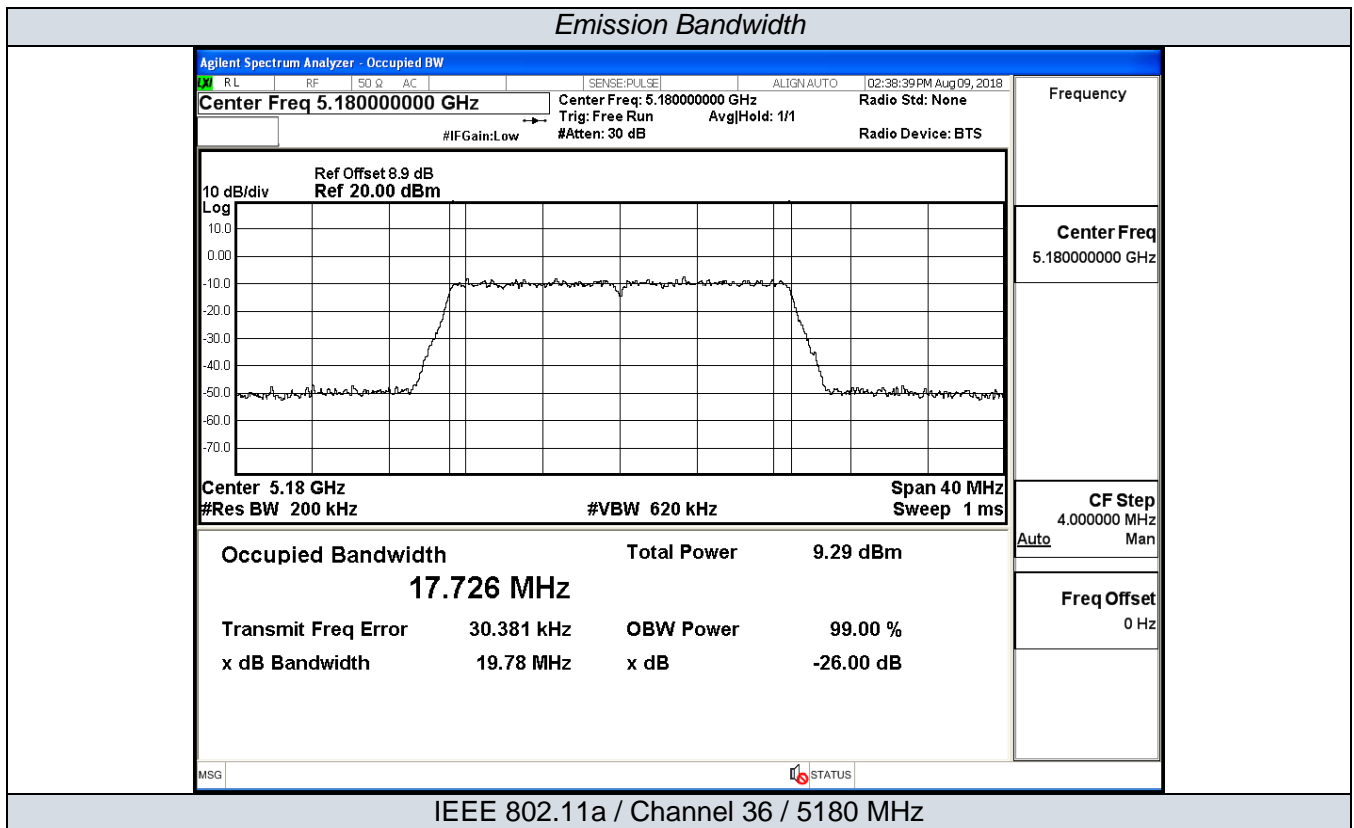 Emission Bandwidth
Agilent Spectrum Analyzer - Occupied BW
LXI RL RF 50 Ω AC SENSE:PULSE ALIGN AUTO 02:38:39 PM Aug 09, 2018
Center Freq 5.180000000 GHz
Center Freq: 5.180000000 GHz
Radio Std: None
Trig: Free Run Avg|Hold: 1/1
#IFGain:Low
#Atten: 30 dB
Radio Device: BTS
Ref Offset 8.9 dB
10 dB/div Ref 20.00 dBm
Log
10.0
0.00
-10.0
-20.0
-30.0
-40.0
-50.0
-60.0
-70.0
Center 5.18 GHz Span 40 MHz
#Res BW 200 kHz #VBW 620 kHz Sweep 1 ms
Occupied Bandwidth Total Power 9.29 dBm
17.726 MHz
Transmit Freq Error 30.381 kHz OBW Power 99.00 %
x dB Bandwidth 19.78 MHz x dB -26.00 dB
MSG STATUS
Frequency
Center Freq
5.180000000 GHz
CF Step
4.000000 MHz
Auto Man
Freq Offset
0 Hz
IEEE 802.11a / Channel 36 / 5180 MHz